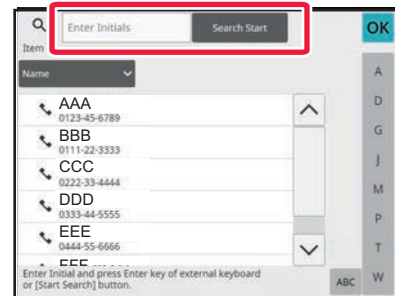 Enter Initials Search Start OK
Item
Name A
AAA
0123-45-6789 D
BBB
0111-22-3333 G
CCC J
0222-33-4444
DDD M
0333-44-5555 P
EEE
0444-55-6666 T
Enter Initial and press Enter key of external keyboard
or [Start Search] button. ABC W